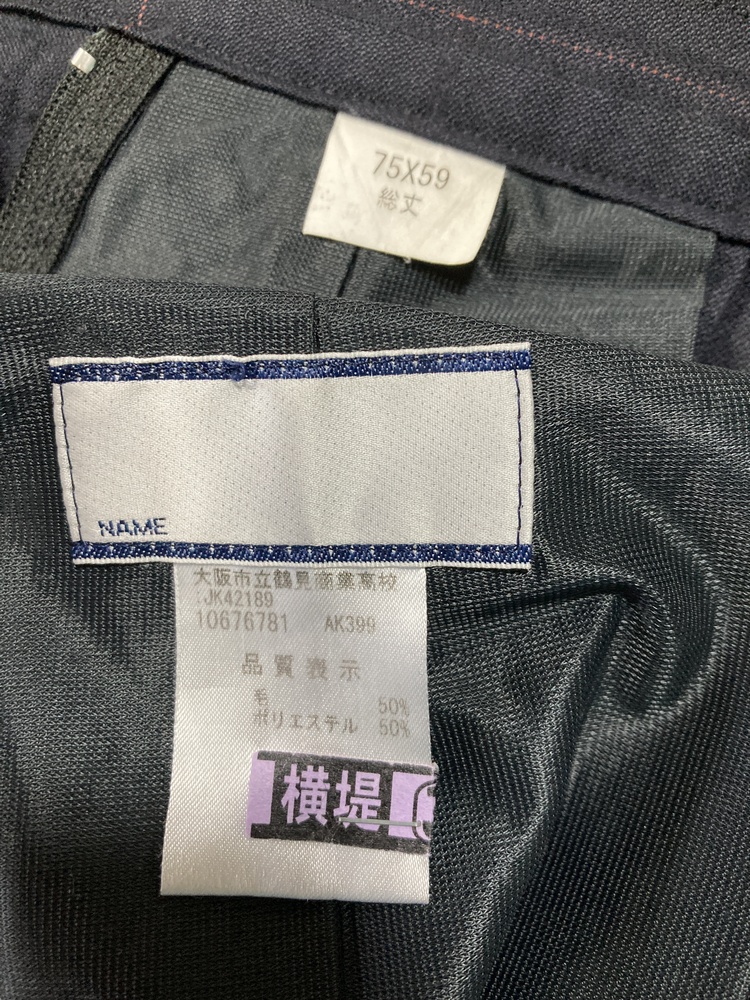 75X59
総丈
NAME
大阪市立鶴見商業高校
:JK42189
10676781 AK399
品質表示
毛 50%
ポリエステル 50%
横堤